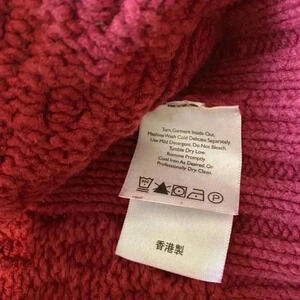 Turn Garment Inside Out.
Machine Wash Cold Delicate Separately.
Use Mild Detergent. Do Not Bleach.
Tumble Dry Low.
Remove Promptly
Cool Iron As Desired. Or
Professionally Dry Clean.
P
香港製